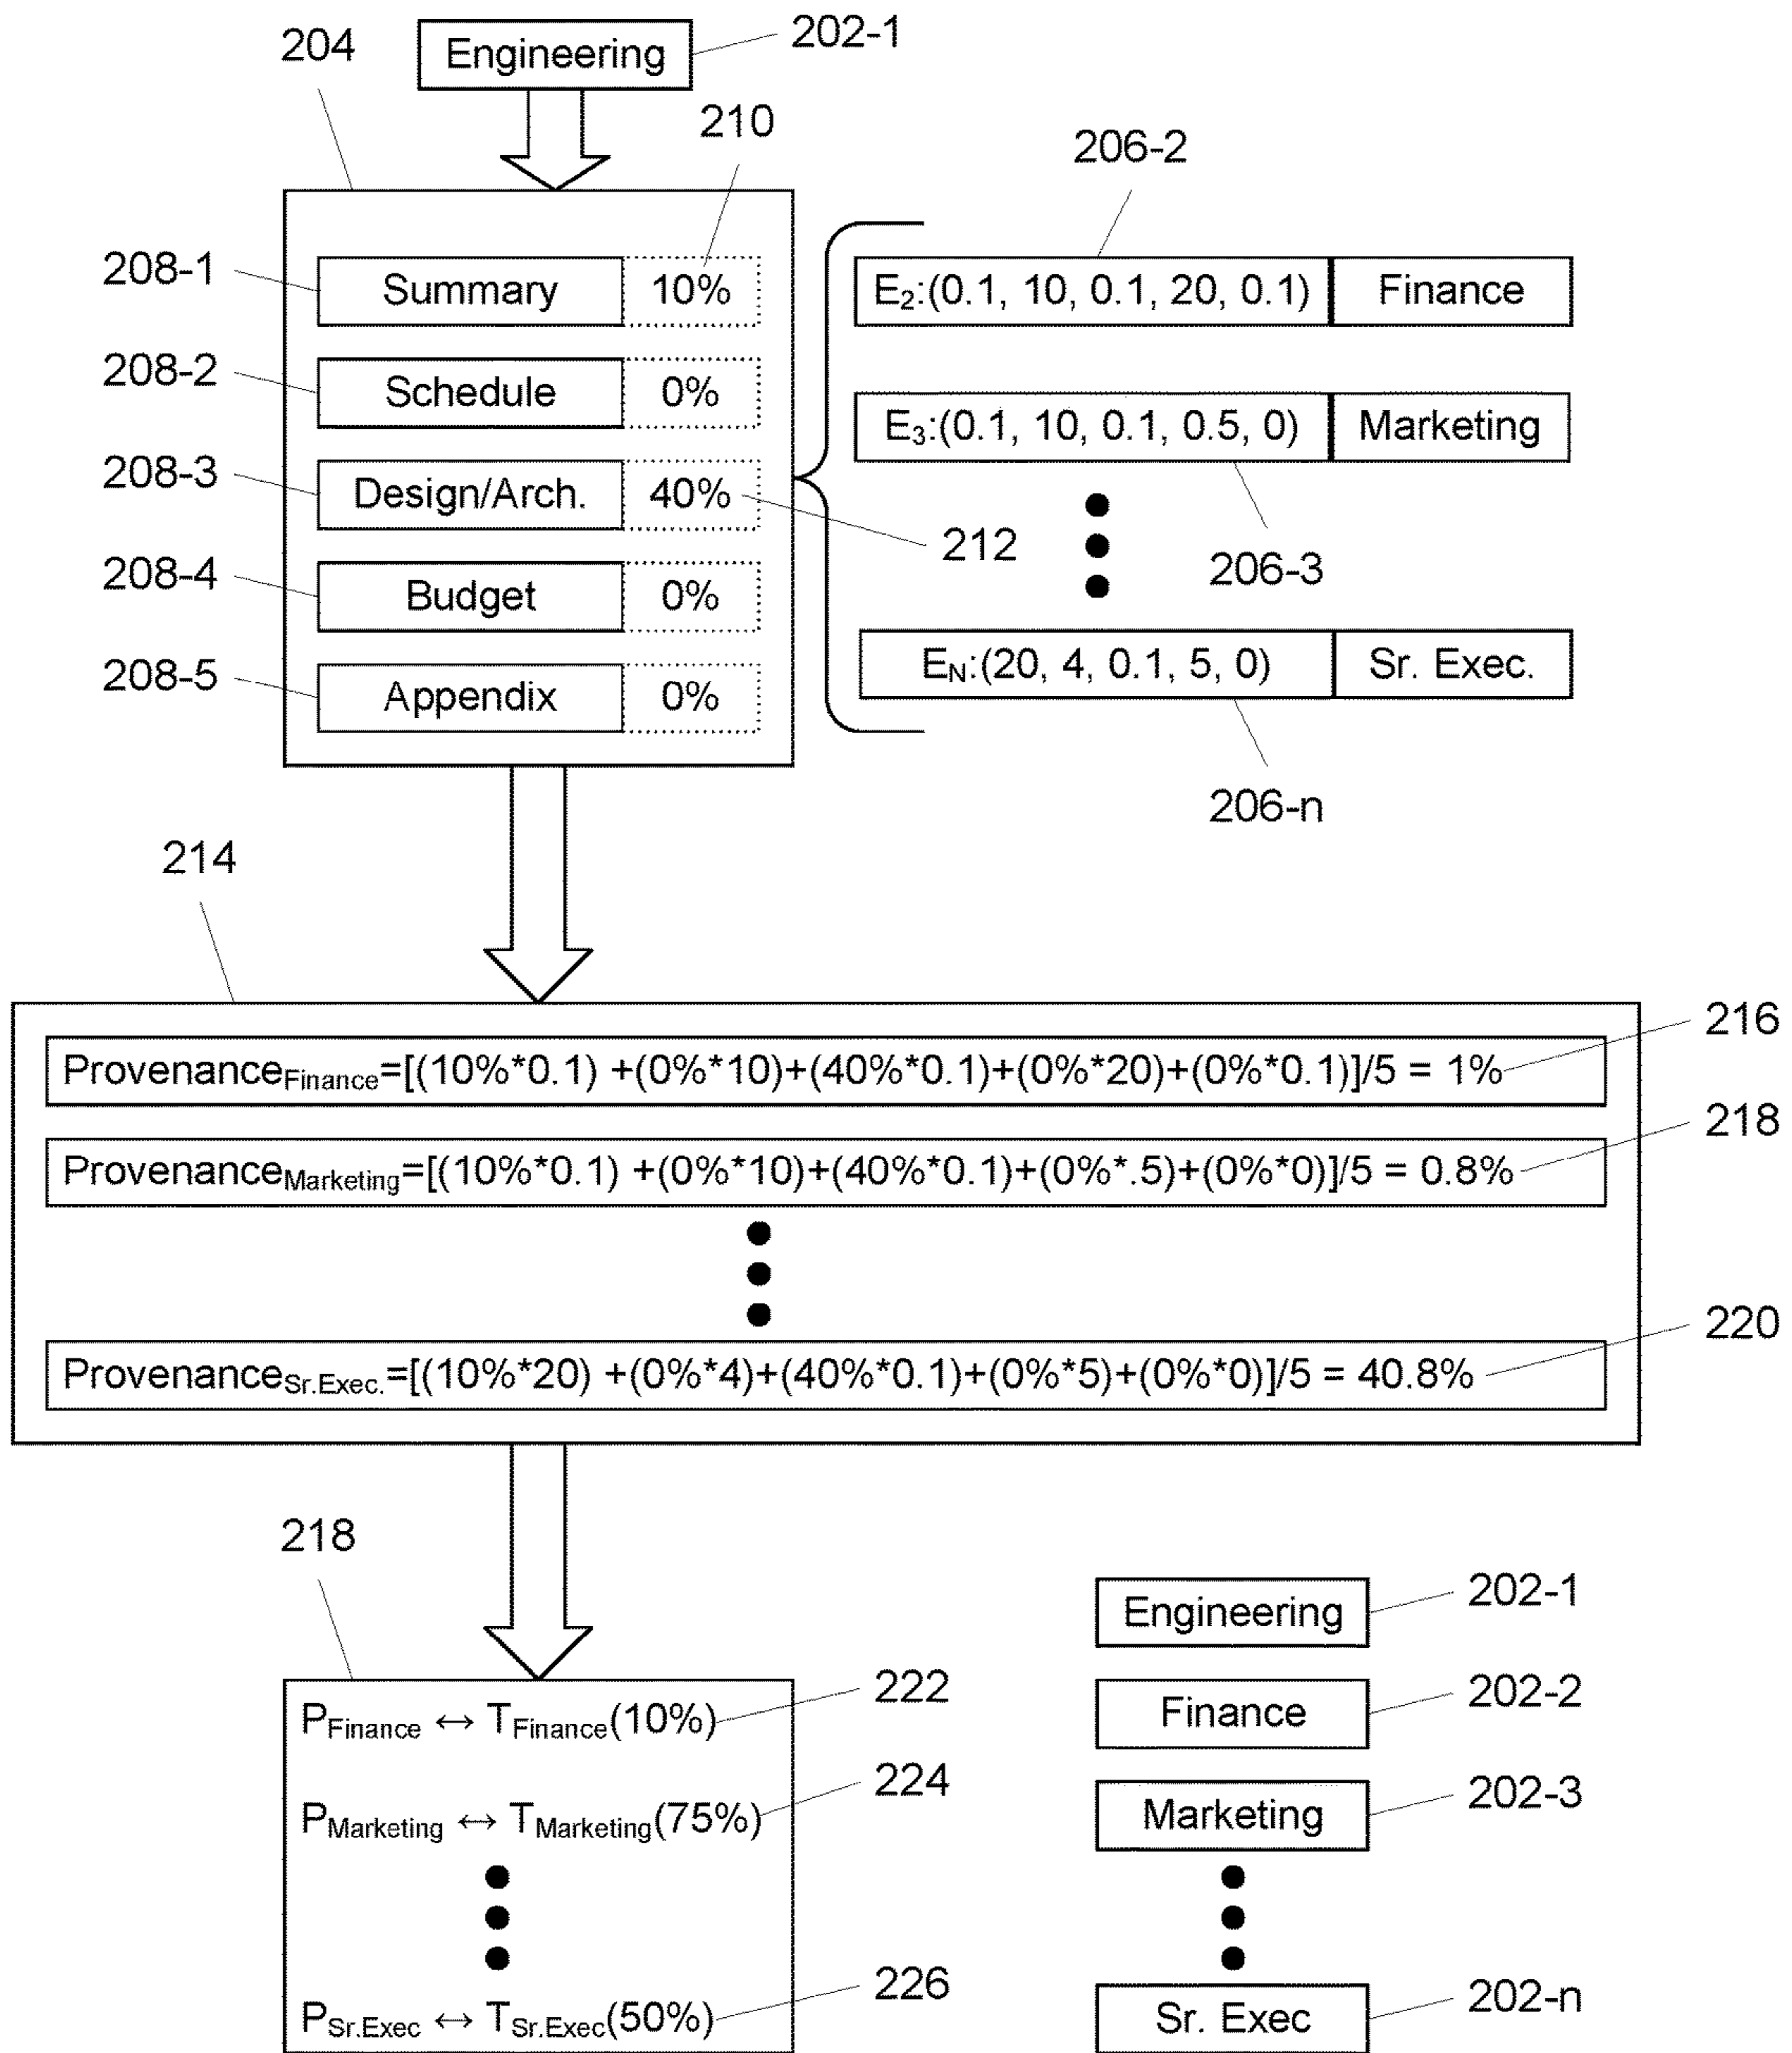 204
Engineering
202-1
210
206-2
208-1
Summary 10%
E2:(0.1, 10, 0.1, 20, 0.1) Finance
208-2
Schedule 0%
E3:(0.1, 10, 0.1, 0.5, 0) Marketing
208-3
Design/Arch. 40%
212
206-3
208-4
Budget 0%
EN:(20, 4, 0.1, 5, 0) Sr. Exec.
208-5
Appendix 0%
206-n
214
216
ProvenanceFinance=[(10%*0.1) +(0%*10)+(40%*0.1)+(0%*20)+(0%*0.1)]/5 = 1%
218
ProvenanceMarketing=[(10%*0.1) +(0%*10)+(40%*0.1)+(0%*.5)+(0%*0)]/5 = 0.8%
220
ProvenanceSr.Exec.=[(10%*20) +(0%*4)+(40%*0.1)+(0%*5)+(0%*0)]/5 = 40.8%
218
PFinance ↔ TFinance(10%)
222
PMarketing ↔ TMarketing(75%)
224
PSr.Exec ↔ TSr.Exec(50%)
226
Engineering
202-1
Finance
202-2
Marketing
202-3
Sr. Exec
202-n